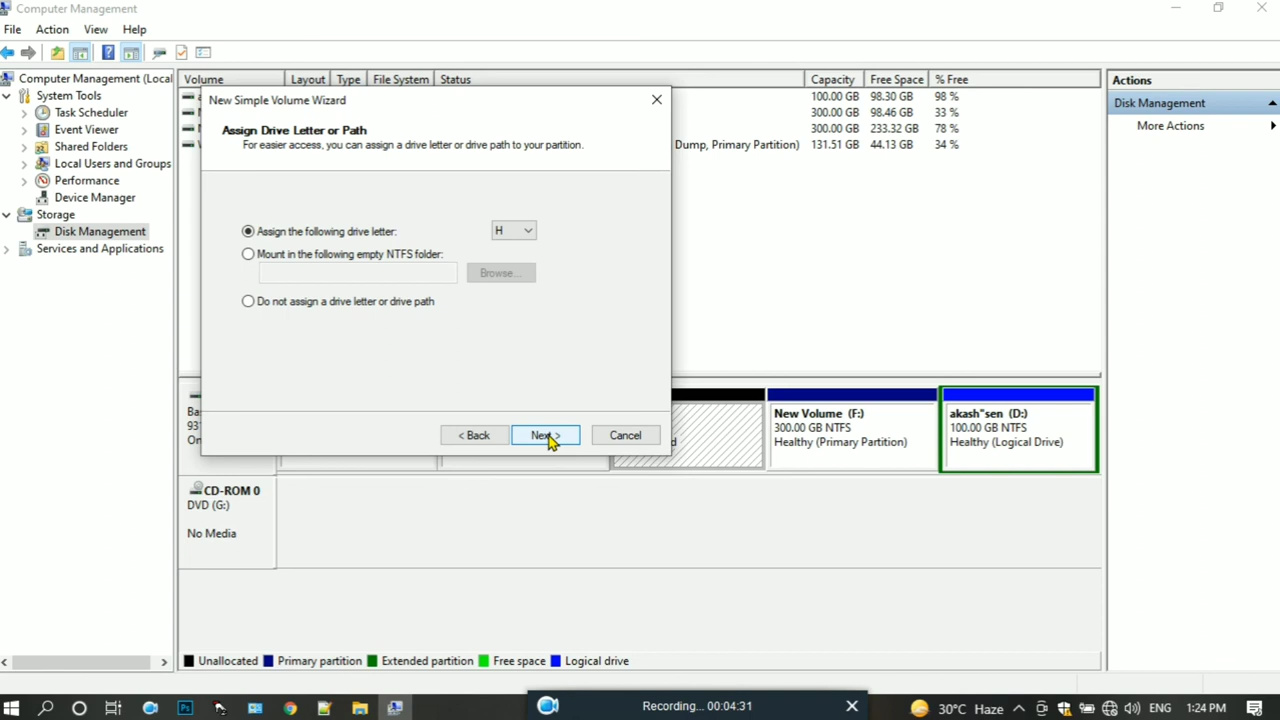 Computer Management
File Action View Help
Computer Management (Local
System Tools
Task Scheduler
Event Viewer
Shared Folders
Local Users and Groups
Performance
Device Manager
Storage
Disk Management
Services and Applications
Volume Layout Type File System Status Capacity Free Space % Free
100.00 GB 98.30 GB 98 %
300.00 GB 98.46 GB 33 %
300.00 GB 233.32 GB 78 %
Dump, Primary Partition) 131.51 GB 44.13 GB 34 %
Actions
Disk Management
More Actions
New Simple Volume Wizard
Assign Drive Letter or Path
For easier access, you can assign a drive letter or drive path to your partition.
Assign the following drive letter: H
Mount in the following empty NTFS folder:
Browse...
Do not assign a drive letter or drive path
< Back Next > Cancel
New Volume (F:)
300.00 GB NTFS
Healthy (Primary Partition)
akash"sen (D:)
100.00 GB NTFS
Healthy (Logical Drive)
CD-ROM 0
DVD (G:)
No Media
Unallocated Primary partition Extended partition Free space Logical drive
Recording... 00:04:31
30°C Haze ENG 1:24 PM